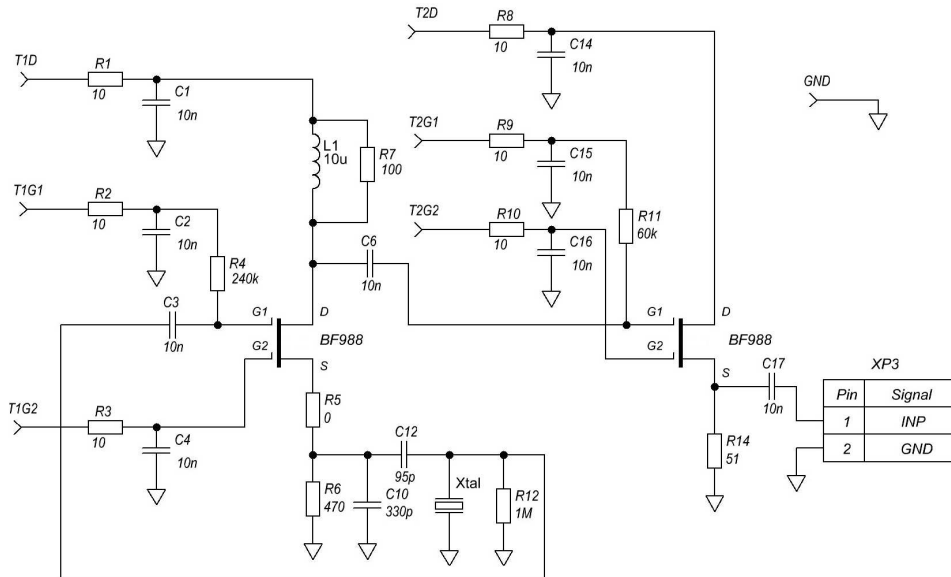 T1D
R1
10
C1
10n
L1
10u
R7
100
T1G1
R2
10
C2
10n
R4
240k
C3
10n
G1
D
G2
BF988
S
T1G2
R3
10
C4
10n
R5
0
R6
470
C10
330p
C12
95p
Xtal
R12
1M
C6
10n
T2D
R8
10
C14
10n
T2G1
R9
10
C15
10n
T2G2
R10
10
C16
10n
R11
60k
G1
D
G2
BF988
S
C17
10n
R14
51
GND
XP3
Pin Signal
1 INP
2 GND